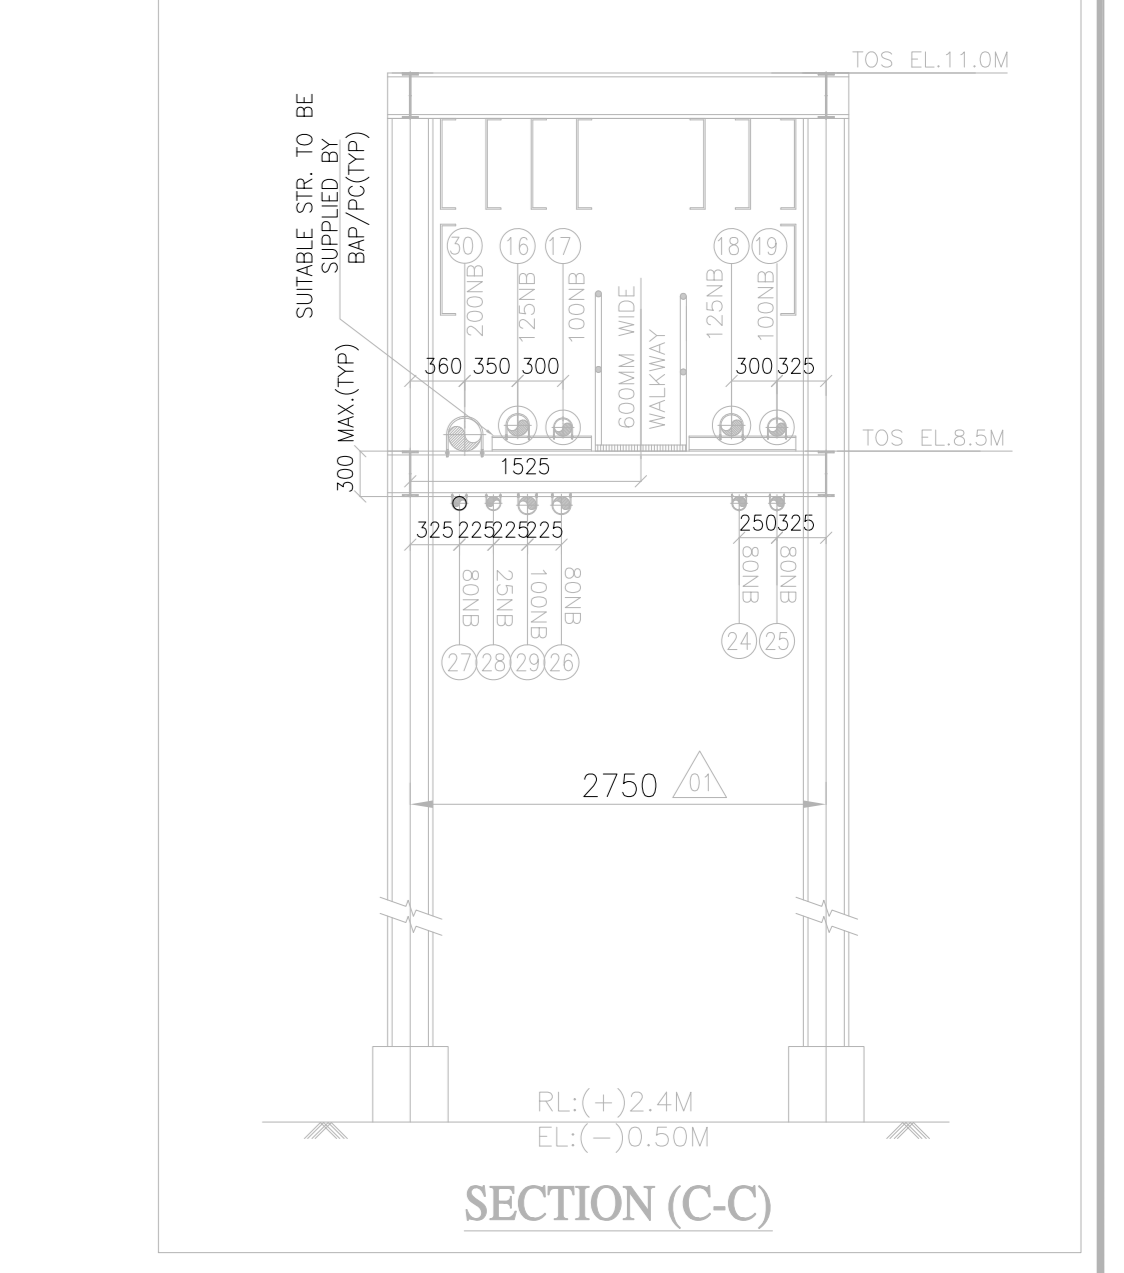 TOS EL.11.0M
SUITABLE STR. TO BE
SUPPLIED BY
BAP/PC(TYP)
30
16
17
18
19
200NB
125NB
100NB
600MM WIDE
WALKWAY
125NB
100NB
360
350
300
300
325
300 MAX.(TYP)
TOS EL.8.5M
1525
325
225
225
225
250
325
80NB
25NB
100NB
80NB
80NB
80NB
27
28
29
26
24
25
2750
01
RL:(+)2.4M
EL:(-)0.50M
SECTION (C-C)